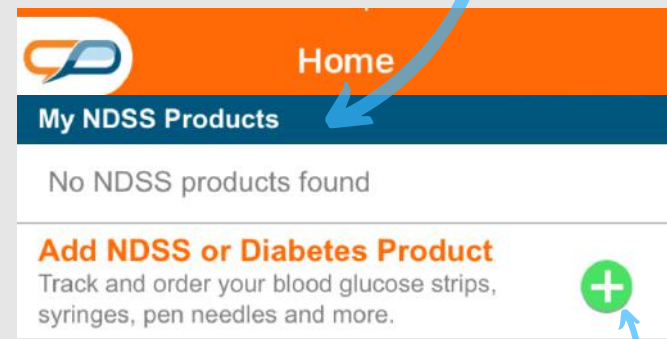 Home
My NDSS Products
No NDSS products found
Add NDSS or Diabetes Product
Track and order your blood glucose strips,
syringes, pen needles and more.